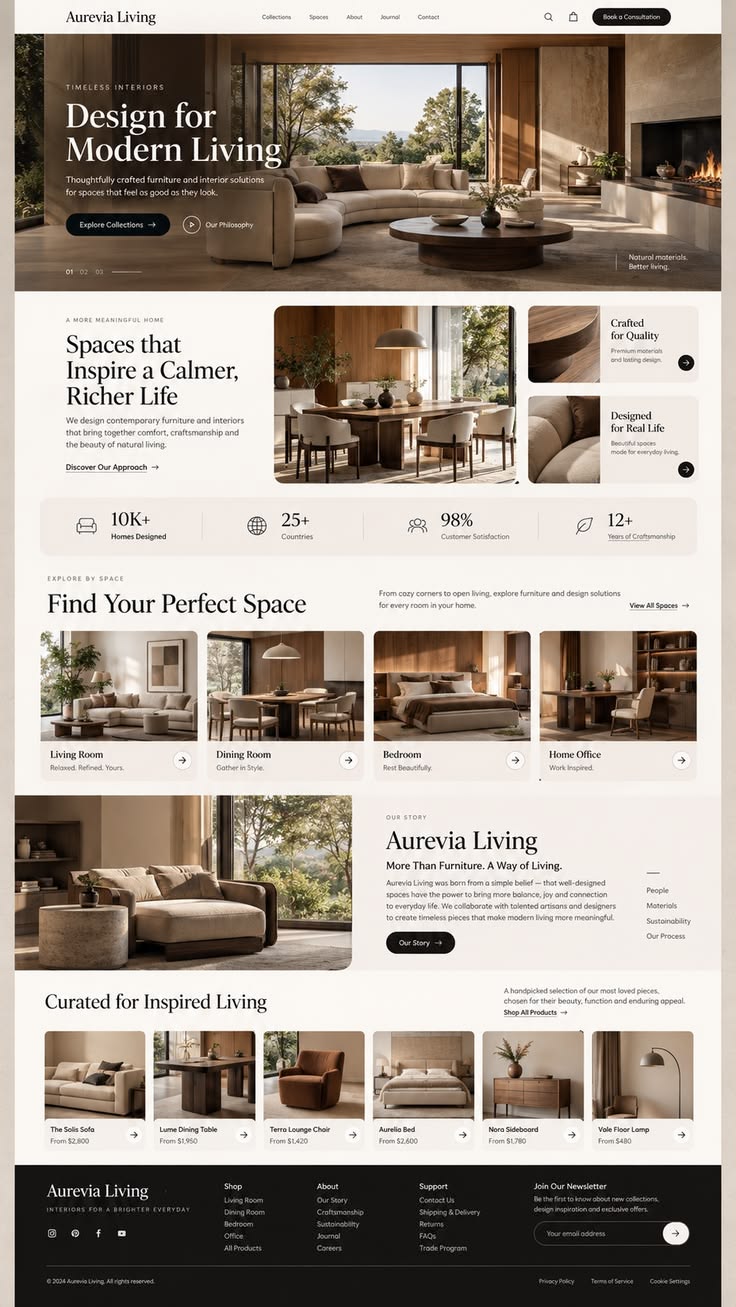 Aurevia Living
Collections
Spaces
About
Journal
Contact
Book a Consultation
TIMELESS INTERIORS
Design for
Modern Living
Thoughtfully crafted furniture and interior solutions
for spaces that feel as good as they look.
Explore Collections →
Our Philosophy
01 02 03
Natural materials.
Better living.
A MORE MEANINGFUL HOME
Spaces that
Inspire a Calmer,
Richer Life
We design contemporary furniture and interiors
that bring together comfort, craftsmanship and
the beauty of natural living.
Discover Our Approach →
Crafted
for Quality
Premium materials
and lasting design.
Designed
for Real Life
Beautiful spaces
made for everyday living.
10K+
Homes Designed
25+
Countries
98%
Customer Satisfaction
12+
Years of Craftsmanship
EXPLORE BY SPACE
Find Your Perfect Space
From cozy corners to open living, explore furniture and design solutions
for every room in your home.
View All Spaces →
Living Room
Relaxed. Refined. Yours.
Dining Room
Gather in Style.
Bedroom
Rest Beautifully.
Home Office
Work Inspired.
OUR STORY
Aurevia Living
More Than Furniture. A Way of Living.
Aurevia Living was born from a simple belief — that well-designed
spaces have the power to bring more balance, joy and connection
to everyday life. We collaborate with talented artisans and designers
to create timeless pieces that make modern living more meaningful.
Our Story →
People
Materials
Sustainability
Our Process
Curated for Inspired Living
A handpicked selection of our most loved pieces,
chosen for their beauty, function and enduring appeal.
Shop All Products →
The Solis Sofa
From $2,800
Lume Dining Table
From $1,950
Terra Lounge Chair
From $1,420
Aurelia Bed
From $2,600
Nora Sideboard
From $1,780
Vale Floor Lamp
From $480
Aurevia Living
INTERIORS FOR A BRIGHTER EVERYDAY
Shop
Living Room
Dining Room
Bedroom
Office
All Products
About
Our Story
Craftsmanship
Sustainability
Journal
Careers
Support
Contact Us
Shipping & Delivery
Returns
FAQs
Trade Program
Join Our Newsletter
Be the first to know about new collections,
design inspiration and exclusive offers.
Your email address
© 2024 Aurevia Living. All rights reserved.
Privacy Policy
Terms of Service
Cookie Settings